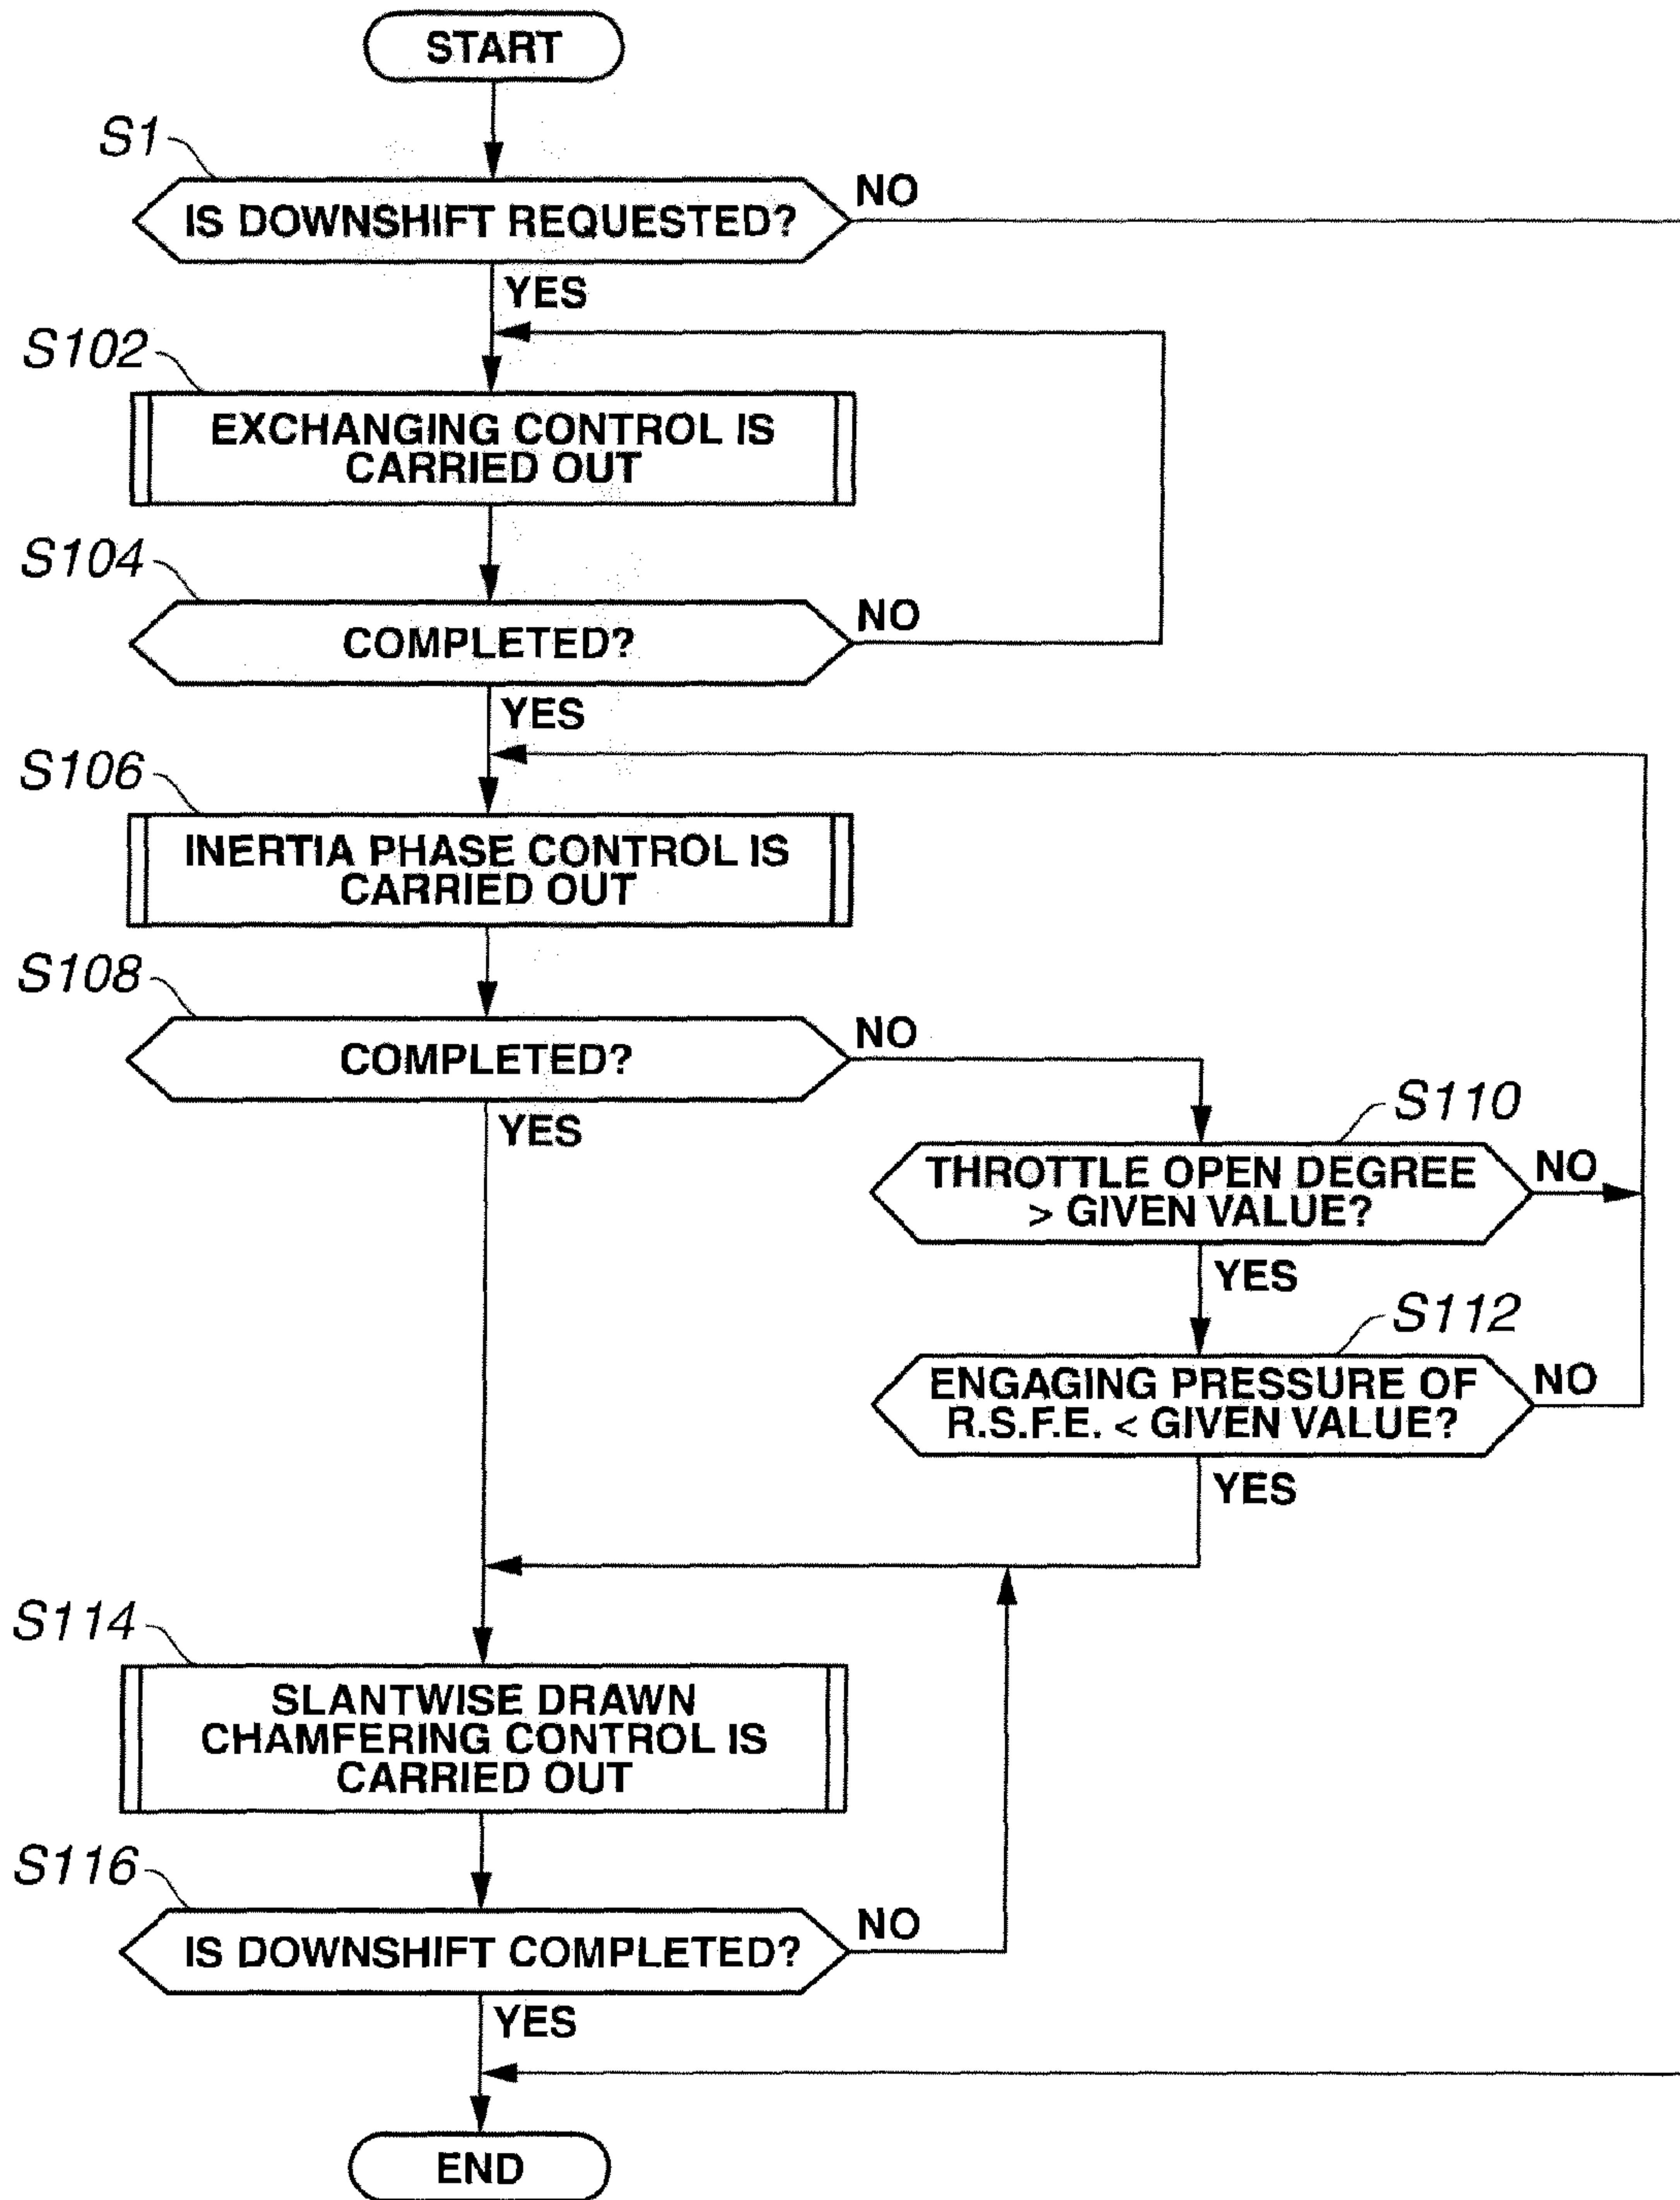 START
S1
IS DOWNSHIFT REQUESTED?
NO
YES
S102
EXCHANGING CONTROL IS
CARRIED OUT
S104
COMPLETED?
NO
YES
S106
INERTIA PHASE CONTROL IS
CARRIED OUT
S108
COMPLETED?
NO
YES
S110
THROTTLE OPEN DEGREE
> GIVEN VALUE?
NO
YES
S112
ENGAGING PRESSURE OF
R.S.F.E. < GIVEN VALUE?
NO
YES
S114
SLANTWISE DRAWN
CHAMFERING CONTROL IS
CARRIED OUT
S116
IS DOWNSHIFT COMPLETED?
NO
YES
END